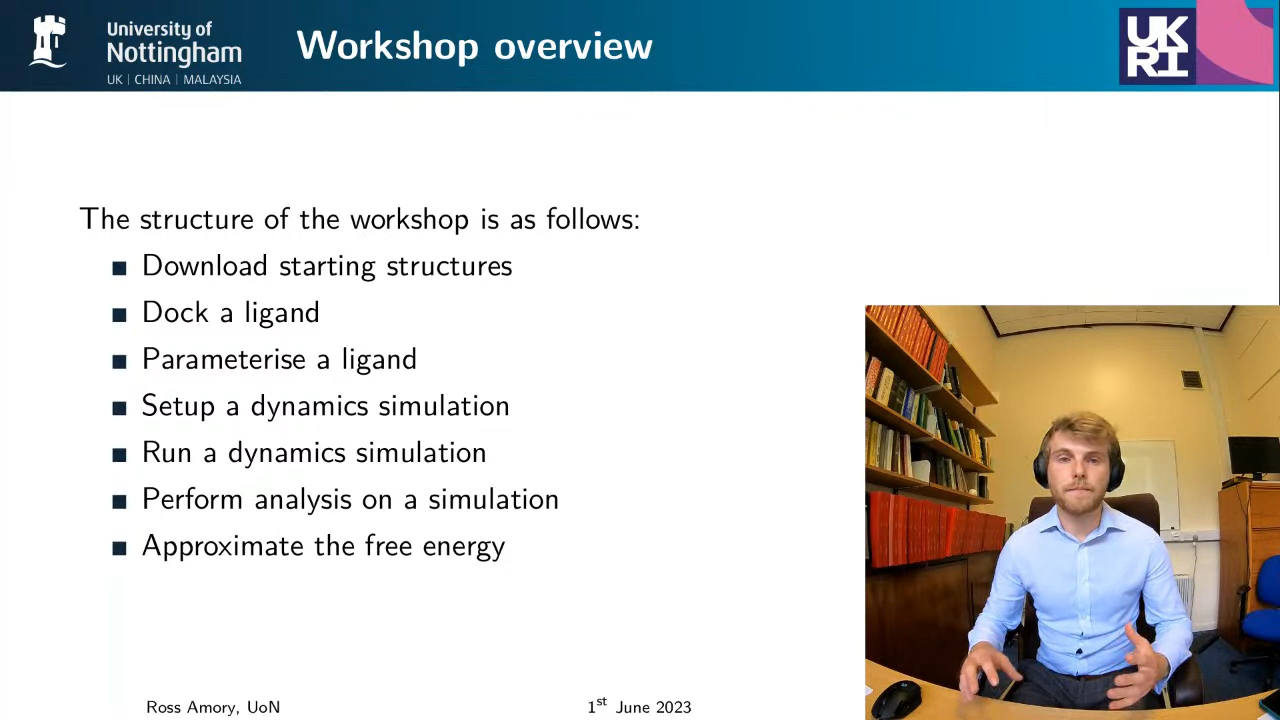 University of
Nottingham
UK | CHINA | MALAYSIA
Workshop overview
UK
RI
The structure of the workshop is as follows:
Download starting structures
Dock a ligand
Parameterise a ligand
Setup a dynamics simulation
Run a dynamics simulation
Perform analysis on a simulation
Approximate the free energy
Ross Amory, UoN
1st June 2023